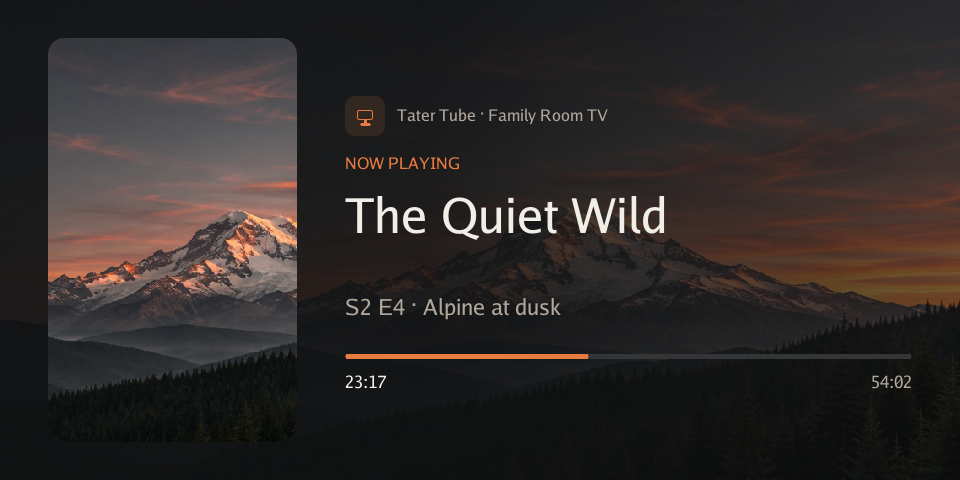 Tater Tube · Family Room TV
NOW PLAYING
The Quiet Wild
S2 E4 · Alpine at dusk
23:17
54:02